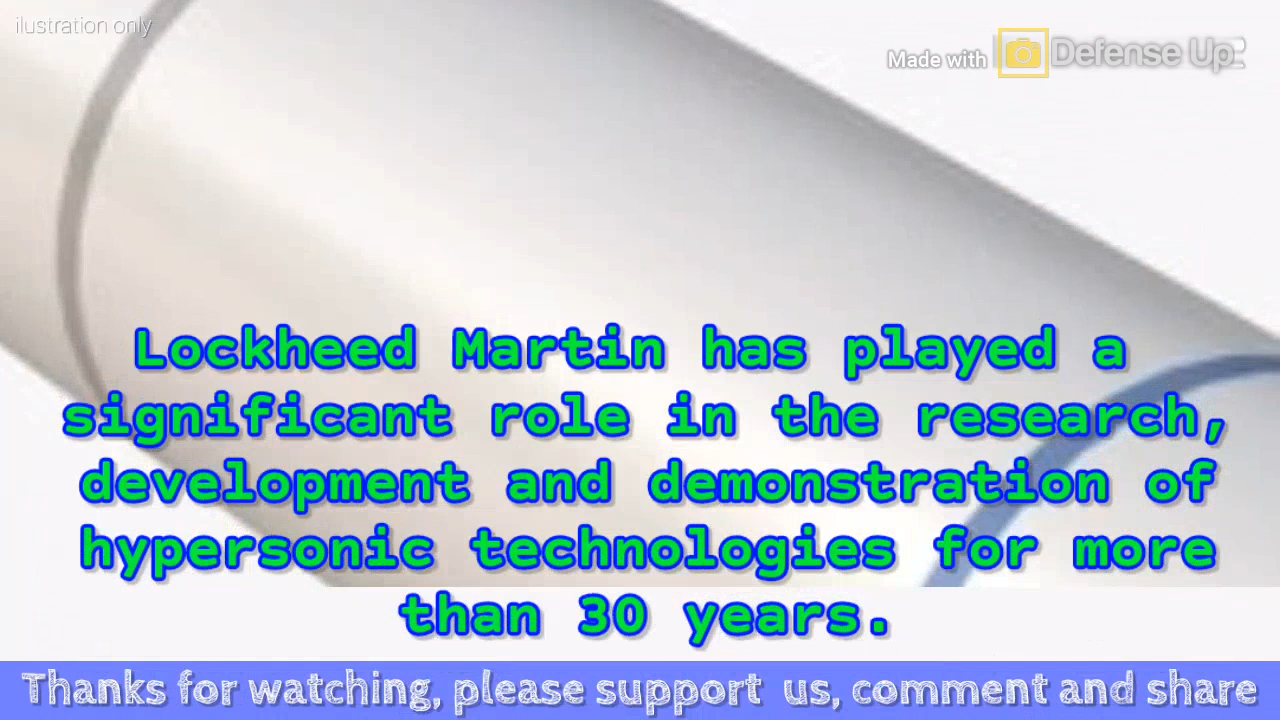 ilustration only
Made with Defense Up
Lockheed Martin has played a
significant role in the research,
development and demonstration of
hypersonic technologies for more
than 30 years.
Thanks for watching, please support us, comment and share